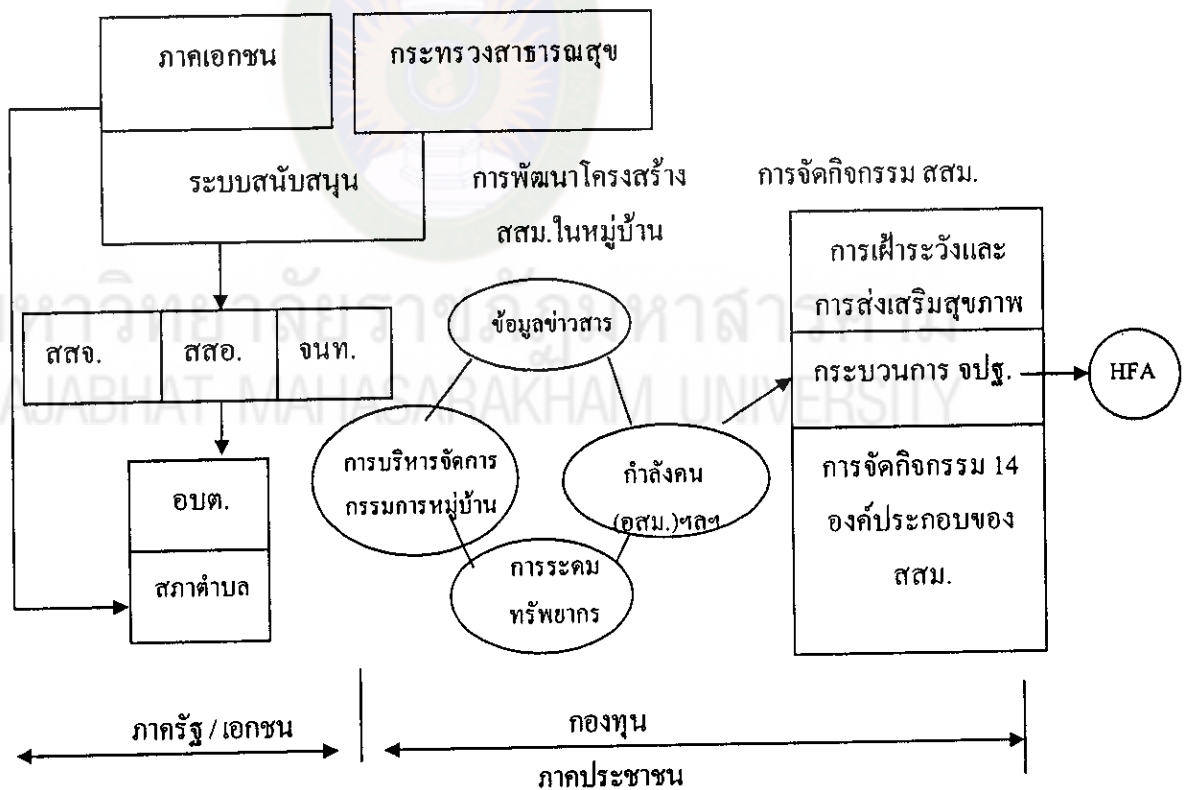 ภาคเอกชน
กระทรวงสาธารณสุข
ระบบสนับสนุน
การพัฒนาโครงสร้าง
สสม.ในหมู่บ้าน
การจัดกิจกรรม สสม.
การเฝ้าระวังและ
การส่งเสริมสุขภาพ
ข้อมูลข่าวสาร
สสจ.
สสอ.
จนท.
กระบวนการ จปฐ.
HFA
การบริหารจัดการ
กรรมการหมู่บ้าน
กำลังคน
(อสม.)ฯลฯ
การจัดกิจกรรม 14
องค์ประกอบของ
สสม.
อบต.
สภาตำบล
การระดม
ทรัพยากร
ภาครัฐ / เอกชน
กองทุน
ภาคประชาชน
RAJABHAT MAHASARAKHAM UNIVERSITY